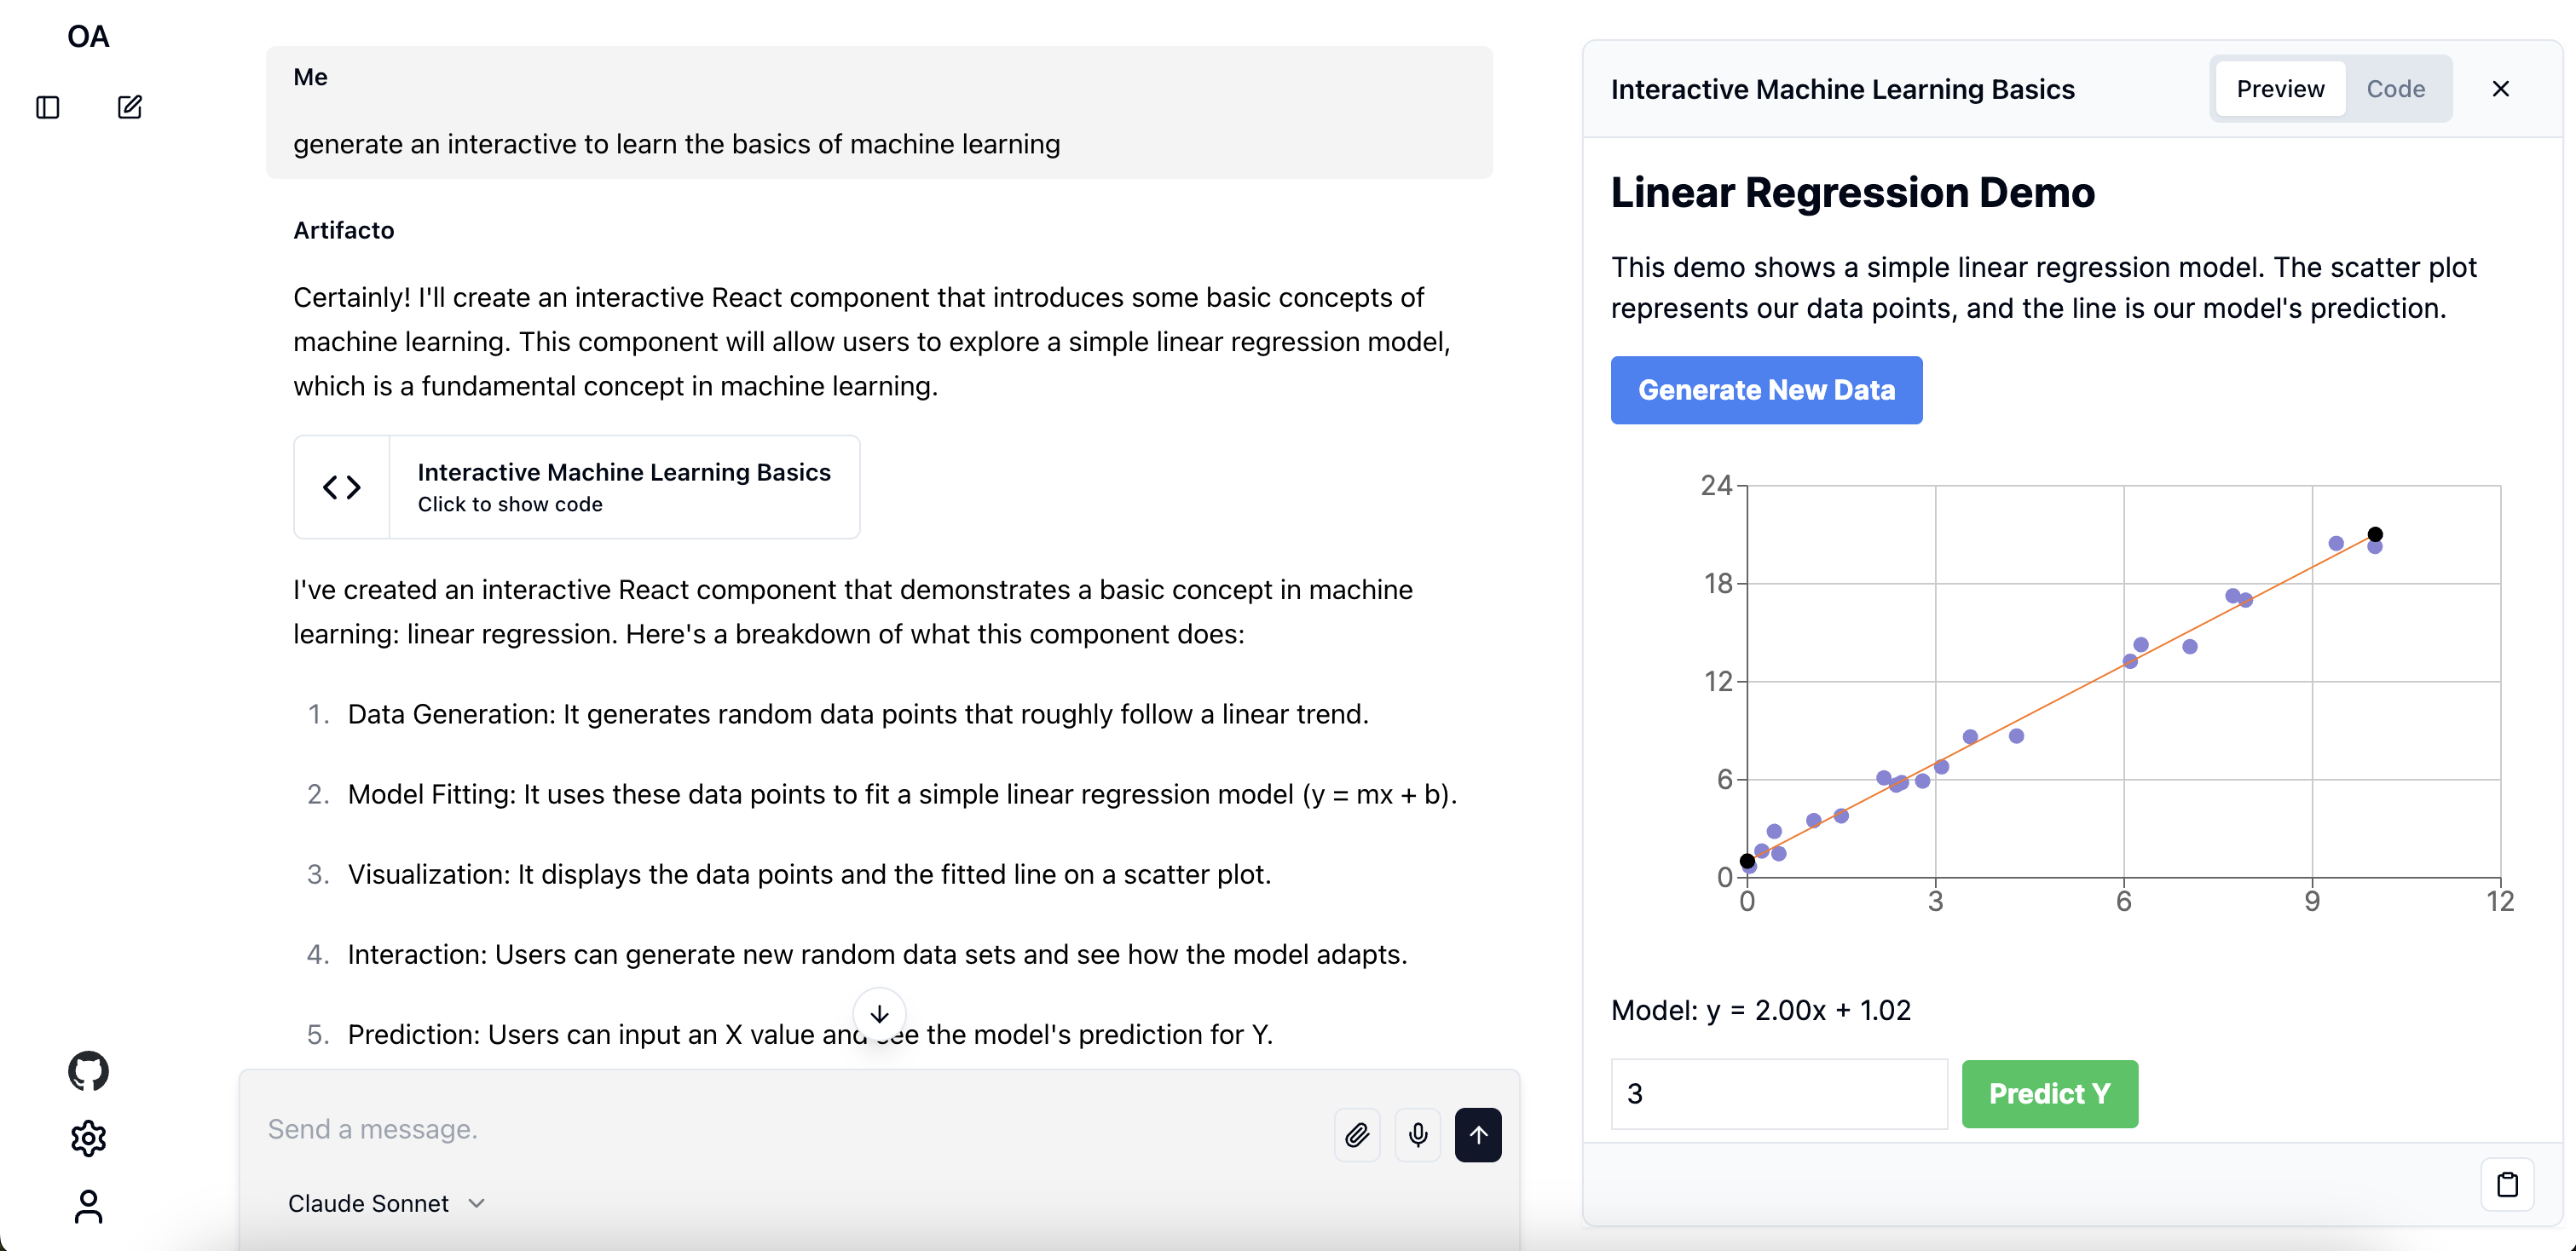 OA
Me
generate an interactive to learn the basics of machine learning
Artifacto
Certainly! I'll create an interactive React component that introduces some basic concepts of
machine learning. This component will allow users to explore a simple linear regression model,
which is a fundamental concept in machine learning.
Interactive Machine Learning Basics
Click to show code
I've created an interactive React component that demonstrates a basic concept in machine
learning: linear regression. Here's a breakdown of what this component does:
1. Data Generation: It generates random data points that roughly follow a linear trend.
2. Model Fitting: It uses these data points to fit a simple linear regression model (y = mx + b).
3. Visualization: It displays the data points and the fitted line on a scatter plot.
4. Interaction: Users can generate new random data sets and see how the model adapts.
5. Prediction: Users can input an X value and see the model's prediction for Y.
Send a message.
Claude Sonnet
Interactive Machine Learning Basics
Preview Code
Linear Regression Demo
This demo shows a simple linear regression model. The scatter plot
represents our data points, and the line is our model's prediction.
Generate New Data
24
18
12
6
0
0 3 6 9 12
Model: y = 2.00x + 1.02
3
Predict Y